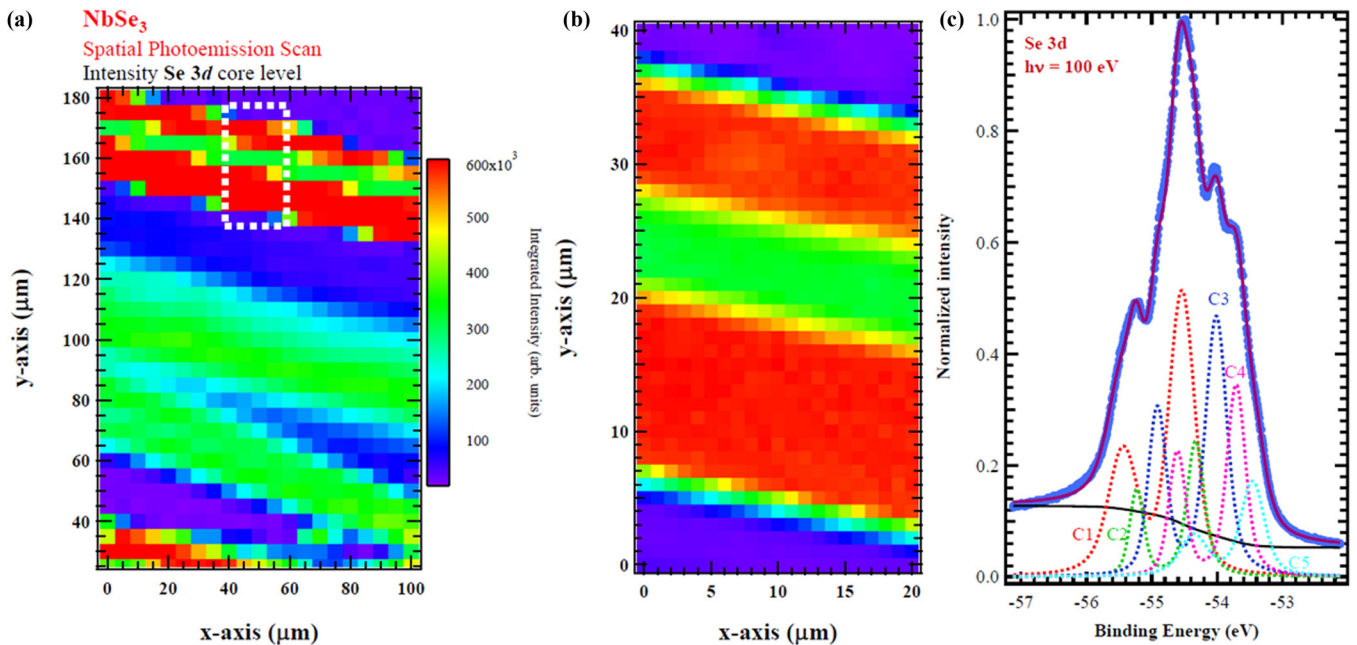 (a)
NbSe3
Spatial Photoemission Scan
Intensity Se 3d core level
180
160
140
120
100
80
60
40
y-axis (μm)
0 20 40 60 80 100
x-axis (μm)
600x10³
500
400
300
200
100
Integrated Intensity (arb. units)
(b)
40
30
20
10
0
y-axis (μm)
0 5 10 15 20
x-axis (μm)
(c)
Se 3d
hν = 100 eV
1.0
0.8
0.6
0.4
0.2
0.0
Normalized intensity
C1
C2
C3
C4
C5
-57 -56 -55 -54 -53
Binding Energy (eV)